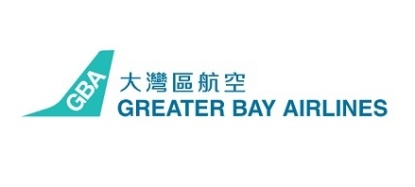 GBA
大灣區航空
GREATER BAY AIRLINES